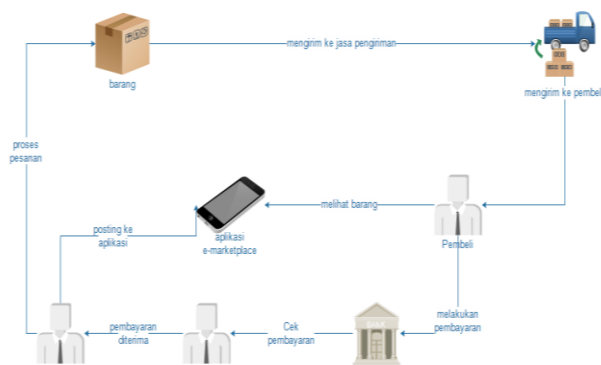 mengirim ke jasa pengiriman
barang
mengirim ke pembel
proses
pesanan
melihat barang
posting ke
aplikasi
aplikasi
e-marketplace
Pembeli
melakukan
pembayaran
pembayaran
diterima
Cek
pembayaran